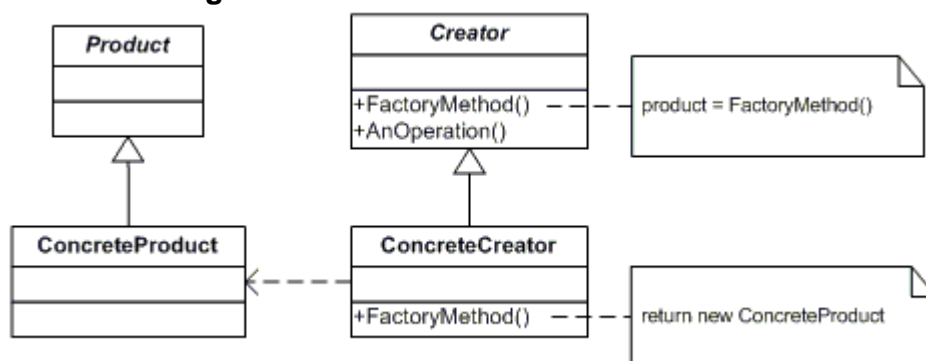 Product
Creator
+FactoryMethod()
+AnOperation()
product = FactoryMethod()
ConcreteProduct
ConcreteCreator
+FactoryMethod()
return new ConcreteProduct